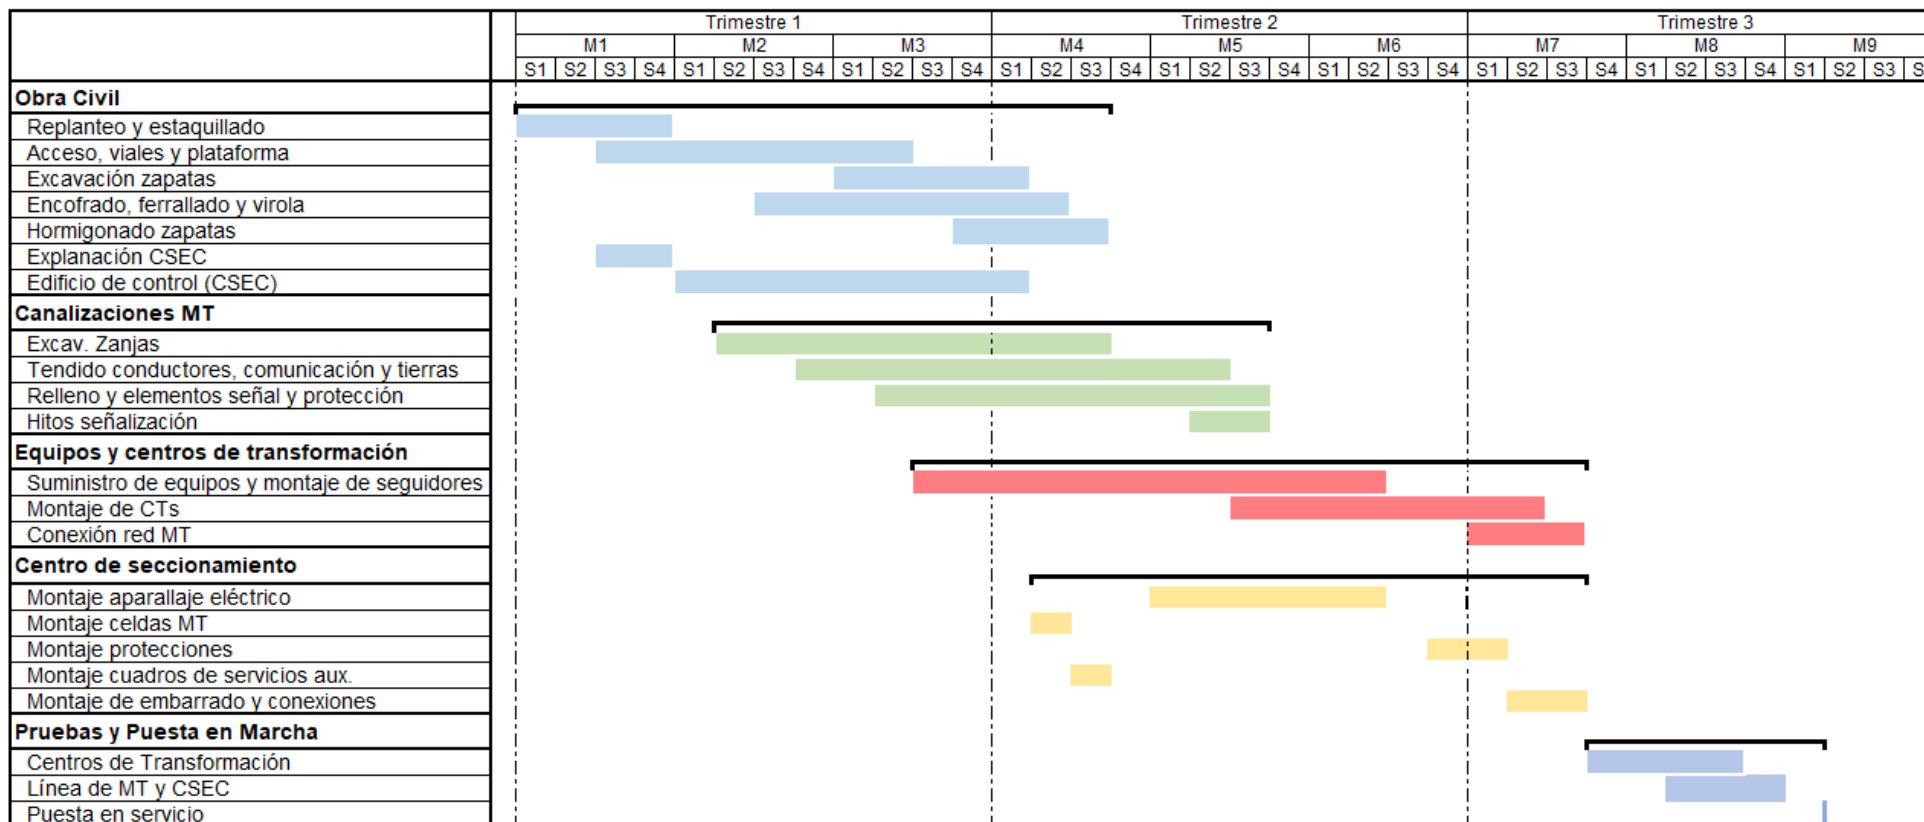 Trimestre 1 Trimestre 2 Trimestre 3
M1 M2 M3 M4 M5 M6 M7 M8 M9
S1 S2 S3 S4 S1 S2 S3 S4 S1 S2 S3 S4 S1 S2 S3 S4 S1 S2 S3 S4 S1 S2 S3 S4 S1 S2 S3 S4 S1 S2 S3 S4 S1 S2 S3 S
Obra Civil
Replanteo y estaquillado
Acceso, viales y plataforma
Excavación zapatas
Encofrado, ferrallado y virola
Hormigonado zapatas
Explanación CSEC
Edificio de control (CSEC)
Canalizaciones MT
Excav. Zanjas
Tendido conductores, comunicación y tierras
Relleno y elementos señal y protección
Hitos señalización
Equipos y centros de transformación
Suministro de equipos y montaje de seguidores
Montaje de CTs
Conexión red MT
Centro de seccionamiento
Montaje aparallaje eléctrico
Montaje celdas MT
Montaje protecciones
Montaje cuadros de servicios aux.
Montaje de embarrado y conexiones
Pruebas y Puesta en Marcha
Centros de Transformación
Línea de MT y CSEC
Puesta en servicio